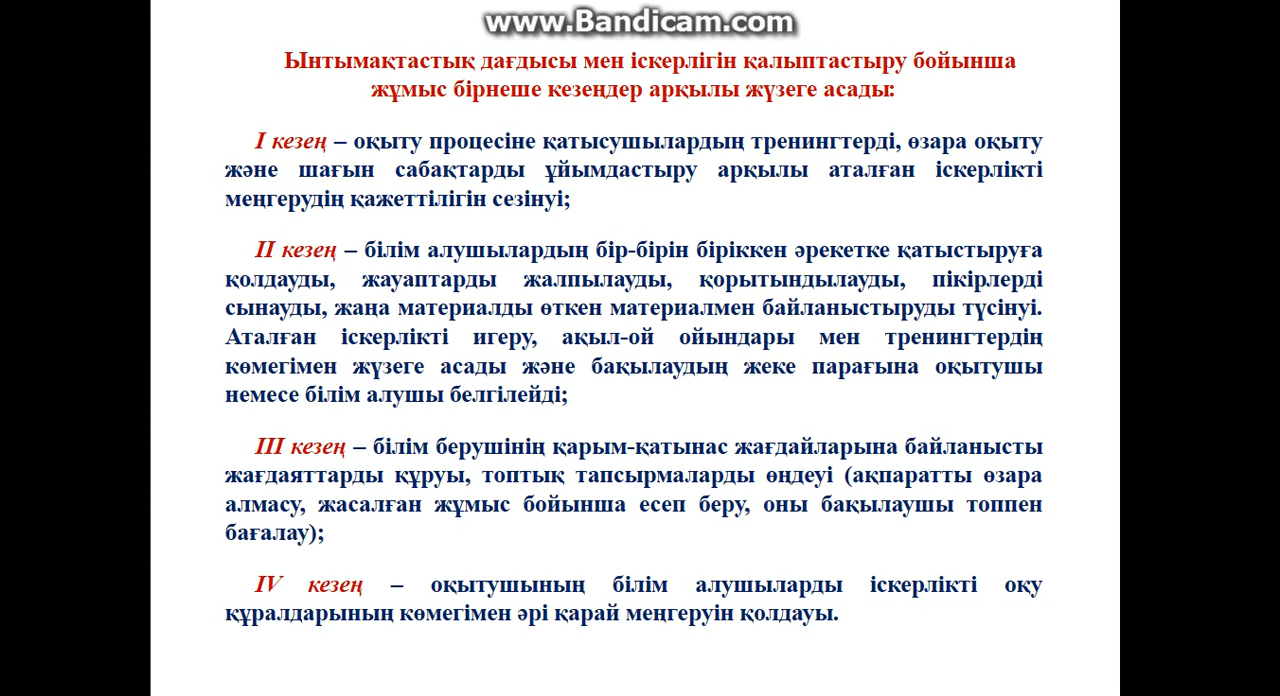 www.Bandicam.com
Ынтымақтастық дағдысы мен іскерлігін қалыптастыру бойынша
жұмыс бірнеше кезеңдер арқылы жүзеге асады:
I кезең – оқыту процесіне қатысушылардың тренингтерді, өзара оқыту
және шағын сабақтарды ұйымдастыру арқылы аталған іскерлікті
меңгерудің қажеттілігін сезінуі;
II кезең – білім алушылардың бір-бірін біріккен әрекетке қатыстыруға
қолдауды, жауаптарды жалпылауды, қорытындылауды, пікірлерді
сынауды, жаңа материалды өткен материалмен байланыстыруды түсінуі.
Аталған іскерлікті игеру, ақыл-ой ойындары мен тренингтердің
көмегімен жүзеге асады және бақылаудың жеке парағына оқытушы
немесе білім алушы белгілейді;
III кезең – білім берушінің қарым-қатынас жағдайларына байланысты
жағдаяттарды құруы, топтық тапсырмаларды өңдеуі (ақпаратты өзара
алмасу, жасалған жұмыс бойынша есеп беру, оны бақылаушы топпен
бағалау);
IV кезең – оқытушының білім алушыларды іскерлікті оқу
құралдарының көмегімен әрі қарай меңгеруін қолдауы.